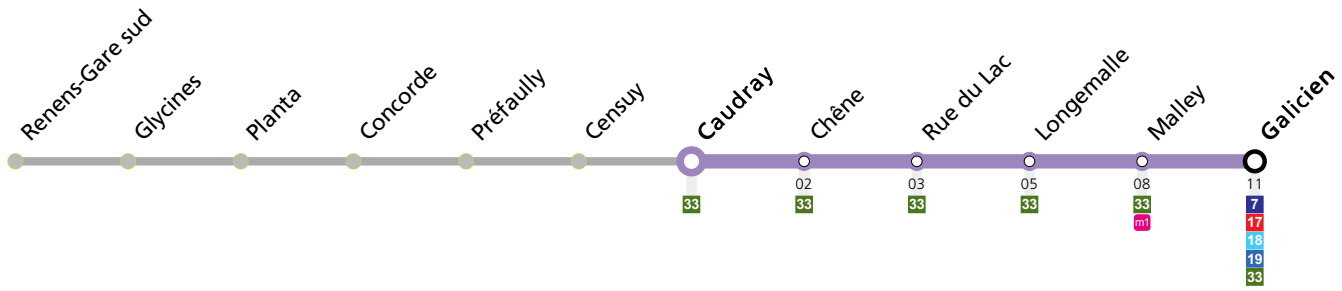 Renens-Gare sud
Glycines
Planta
Concorde
Préfaully
Censuy
Caudray
Chêne
Rue du Lac
Longemalle
Malley
Galicien
02
03
05
08
11
33
33
33
33
33
7
m1
17
18
19
33